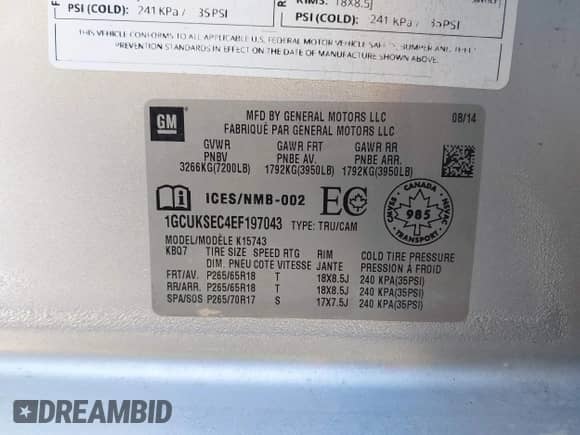 PSI (COLD): 241 KPa / 35PSI
RIMS: 18X8.5J
PSI (COLD): 241 KPa / 35PSI
THIS VEHICLE CONFORMS TO ALL APPLICABLE U.S. FEDERAL MOTOR VEHICLE SAFETY, BUMPER AND THEFT
PREVENTION STANDARDS IN EFFECT ON THE DATE OF MANUFACTURE SHOWN ABOVE.
GM
MFD BY GENERAL MOTORS LLC
08/14
FABRIQUÉ PAR GENERAL MOTORS LLC
GVWR GAWR FRT GAWR RR
PNBV PNBE AV. PNBE ARR.
3266KG(7200LB) 1792KG(3950LB) 1792KG(3950LB)
ICES/NMB-002 EC
CANADA
CMVSS NSVAC
985
TRANSPORT
1GCUKSEC4EF197043 TYPE: TRU/CAM
MODEL/MODÈLE K15743
KBQ7 TIRE SIZE SPEED RTG RIM COLD TIRE PRESSURE
DIM. PNEU COTE VITESSE JANTE PRESSION À FROID
FRT/AV. P265/65R18 T 18X8.5J 240 KPA(35PSI)
RR/ARR. P265/65R18 T 18X8.5J 240 KPA(35PSI)
SPA/SOS P265/70R17 S 17X7.5J 240 KPA(35PSI)
DREAMBID